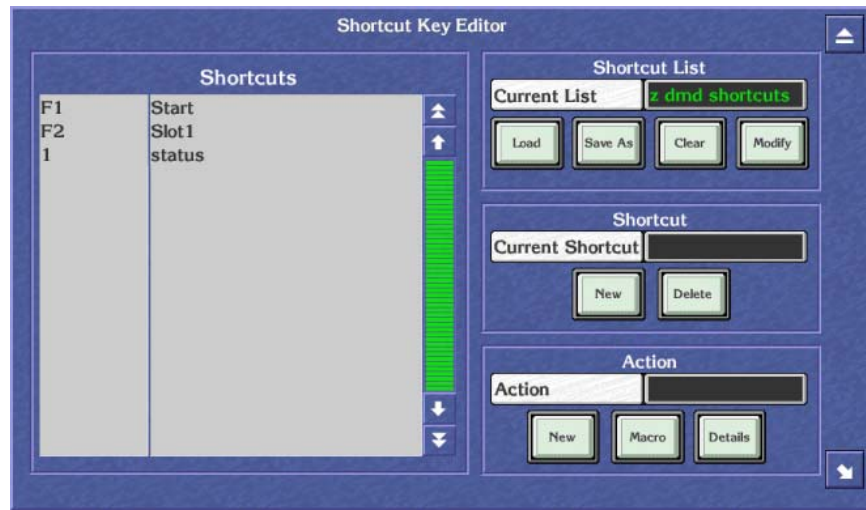 Shortcut Key Editor
Shortcuts
F1 Start
F2 Slot1
1 status
Shortcut List
Current List z dmd shortcuts
Load Save As Clear Modify
Shortcut
Current Shortcut
New Delete
Action
Action
New Macro Details